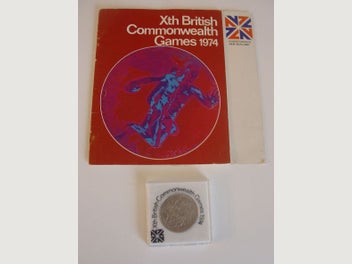 Xth British
Commonwealth
Games 1974
Xth British Commonwealth Games 1974